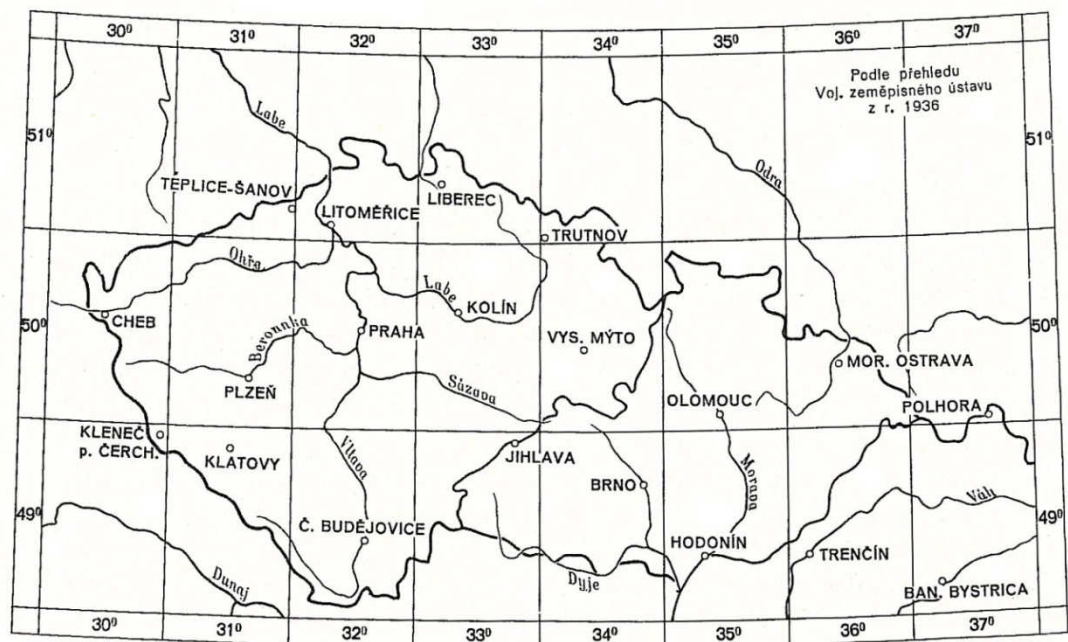 30⁰ 31⁰ 32⁰ 33⁰ 34⁰ 35⁰ 36⁰ 37⁰
Podle přehledu
Voj. zeměpisného ústavu
z r. 1936
51⁰
51⁰
Labe
Odra
TEPLICE-ŠANOV
LIBEREC
LITOMĚŘICE
TRUTNOV
Ohře
Labe
KOLÍN
CHEB
50⁰
50⁰
PRAHA
Berounka
VYS. MÝTO
MOR. OSTRAVA
PLZEŇ
Sázava
OLOMOUC
POLHORA
KLENEČ
p. ČERCH.
KLATOVY
Vltava
JIHLAVA
BRNO
Morava
Váh
49⁰
49⁰
Č. BUDĚJOVICE
HODONÍN
TRENČÍN
Dunaj
Dyje
BAN. BYSTRICA
30⁰ 31⁰ 32⁰ 33⁰ 34⁰ 35⁰ 36⁰ 37⁰